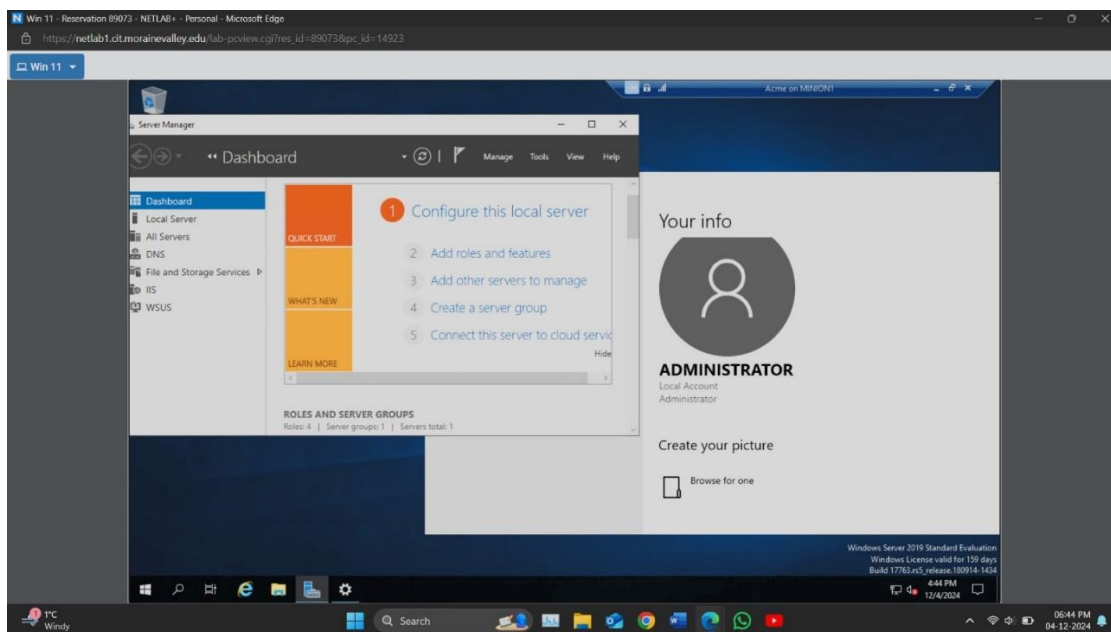 Win 11 - Reservation 89073 - NETLAB+ - Personal - Microsoft Edge
https://netlab1.cit.morainevalley.edu/lab-pcview.cgi?res_id=89073&pc_id=14923
Win 11
Acme on MINION1
Server Manager
Dashboard
Manage Tools View Help
Dashboard
Local Server
All Servers
DNS
File and Storage Services
IIS
WSUS
QUICK START
WHAT'S NEW
LEARN MORE
1 Configure this local server
2 Add roles and features
3 Add other servers to manage
4 Create a server group
5 Connect this server to cloud servic
Hide
ROLES AND SERVER GROUPS
Roles: 4 | Server groups: 1 | Servers total: 1
Your info
ADMINISTRATOR
Local Account
Administrator
Create your picture
Browse for one
Windows Server 2019 Standard Evaluation
Windows License valid for 159 days
Build 17763.rs5_release.180914-1434
4:44 PM
12/4/2024
1
1°C
Windy
Search
06:44 PM
04-12-2024